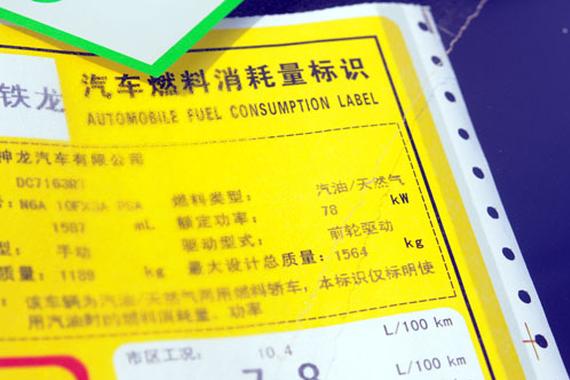 铁龙
汽车燃料消耗量标识
AUTOMOBILE FUEL CONSUMPTION LABEL
神龙汽车有限公司
DC7163
N6A 10FX3A PSA 燃料类型: 汽油/天然气
1587 mL 额定功率: 78 kW
型: 手动 驱动型式: 前轮驱动
质量: 1189 kg 最大设计总质量: 1564 kg
: 该车辆为汽油/天然气两用燃料轿车,本标识仅标明使
用汽油时的燃料消耗量、功率
L/100 km
市区工况: 10.4
L/100 km
7.8